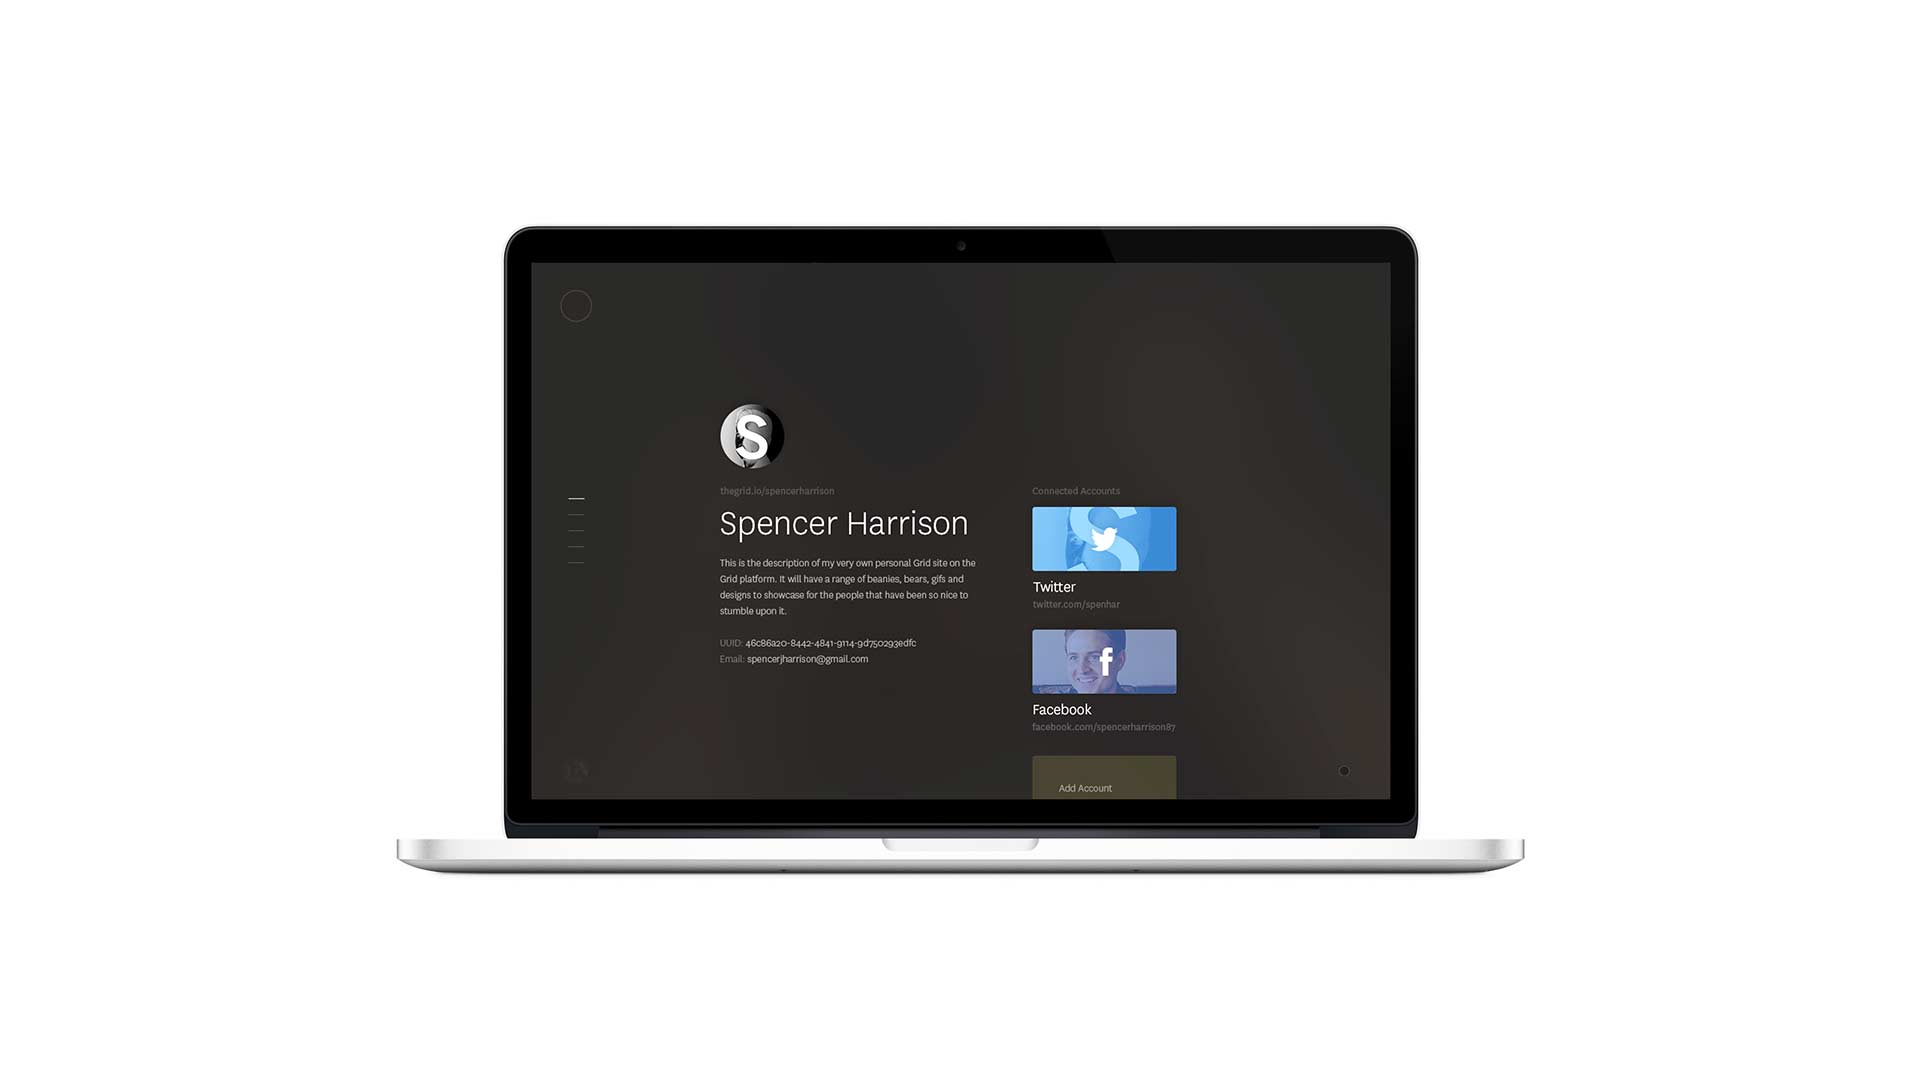 S
thegrid.io/spencerharrison
Spencer Harrison
This is the description of my very own personal Grid site on the
Grid platform. It will have a range of beanies, bears, gifs and
designs to showcase for the people that have been so nice to
stumble upon it.
UUID: 46c86a20-8442-4841-9114-9d750293edfc
Email: spencerjharrison@gmail.com
Connected Accounts
S
Twitter
twitter.com/spenhar
f
Facebook
facebook.com/spencerharrison87
Add Account